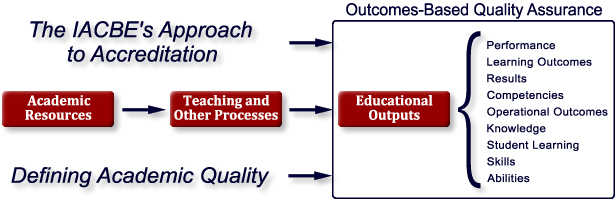 Outcomes-Based Quality Assurance
The IACBE's Approach
to Accreditation
Academic
Resources
Teaching and
Other Processes
Educational
Outputs
Performance
Learning Outcomes
Results
Competencies
Operational Outcomes
Knowledge
Student Learning
Skills
Abilities
Defining Academic Quality